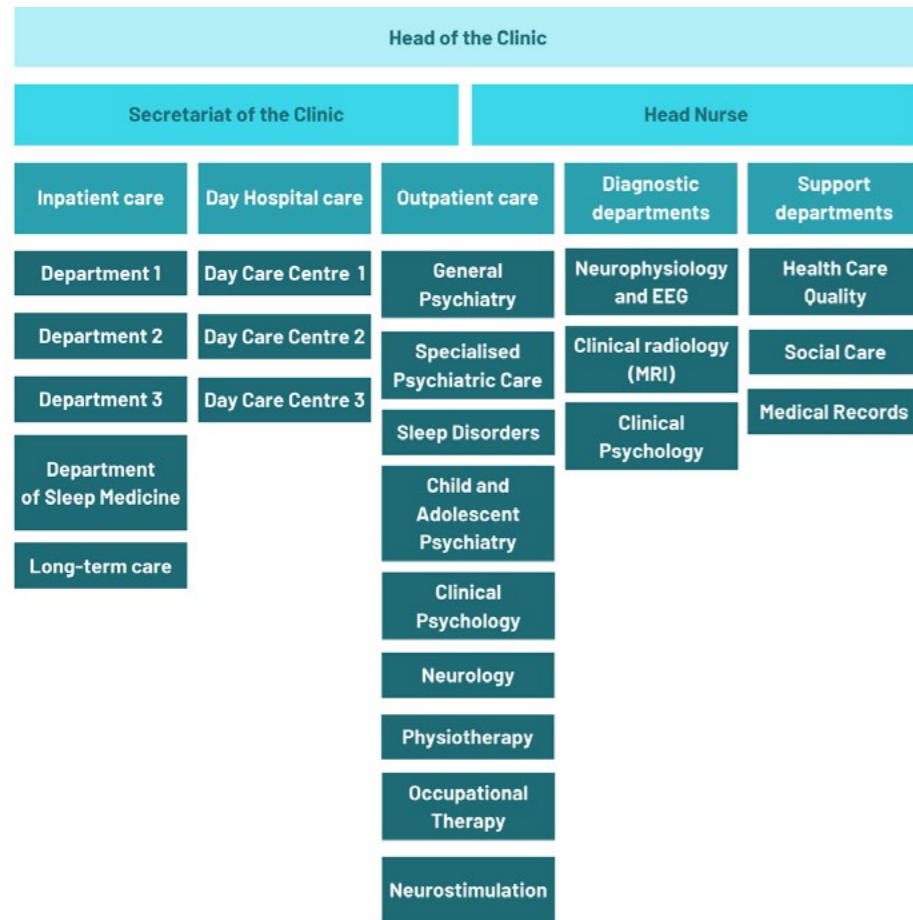 Head of the Clinic
Secretariat of the Clinic
Head Nurse
Inpatient care
Department 1
Department 2
Department 3
Department
of Sleep Medicine
Long-term care
Day Hospital care
Day Care Centre 1
Day Care Centre 2
Day Care Centre 3
Outpatient care
General
Psychiatry
Specialised
Psychiatric Care
Sleep Disorders
Child and
Adolescent
Psychiatry
Clinical
Psychology
Neurology
Physiotherapy
Occupational
Therapy
Neurostimulation
Diagnostic
departments
Neurophysiology
and EEG
Clinical radiology
(MRI)
Clinical
Psychology
Support
departments
Health Care
Quality
Social Care
Medical Records